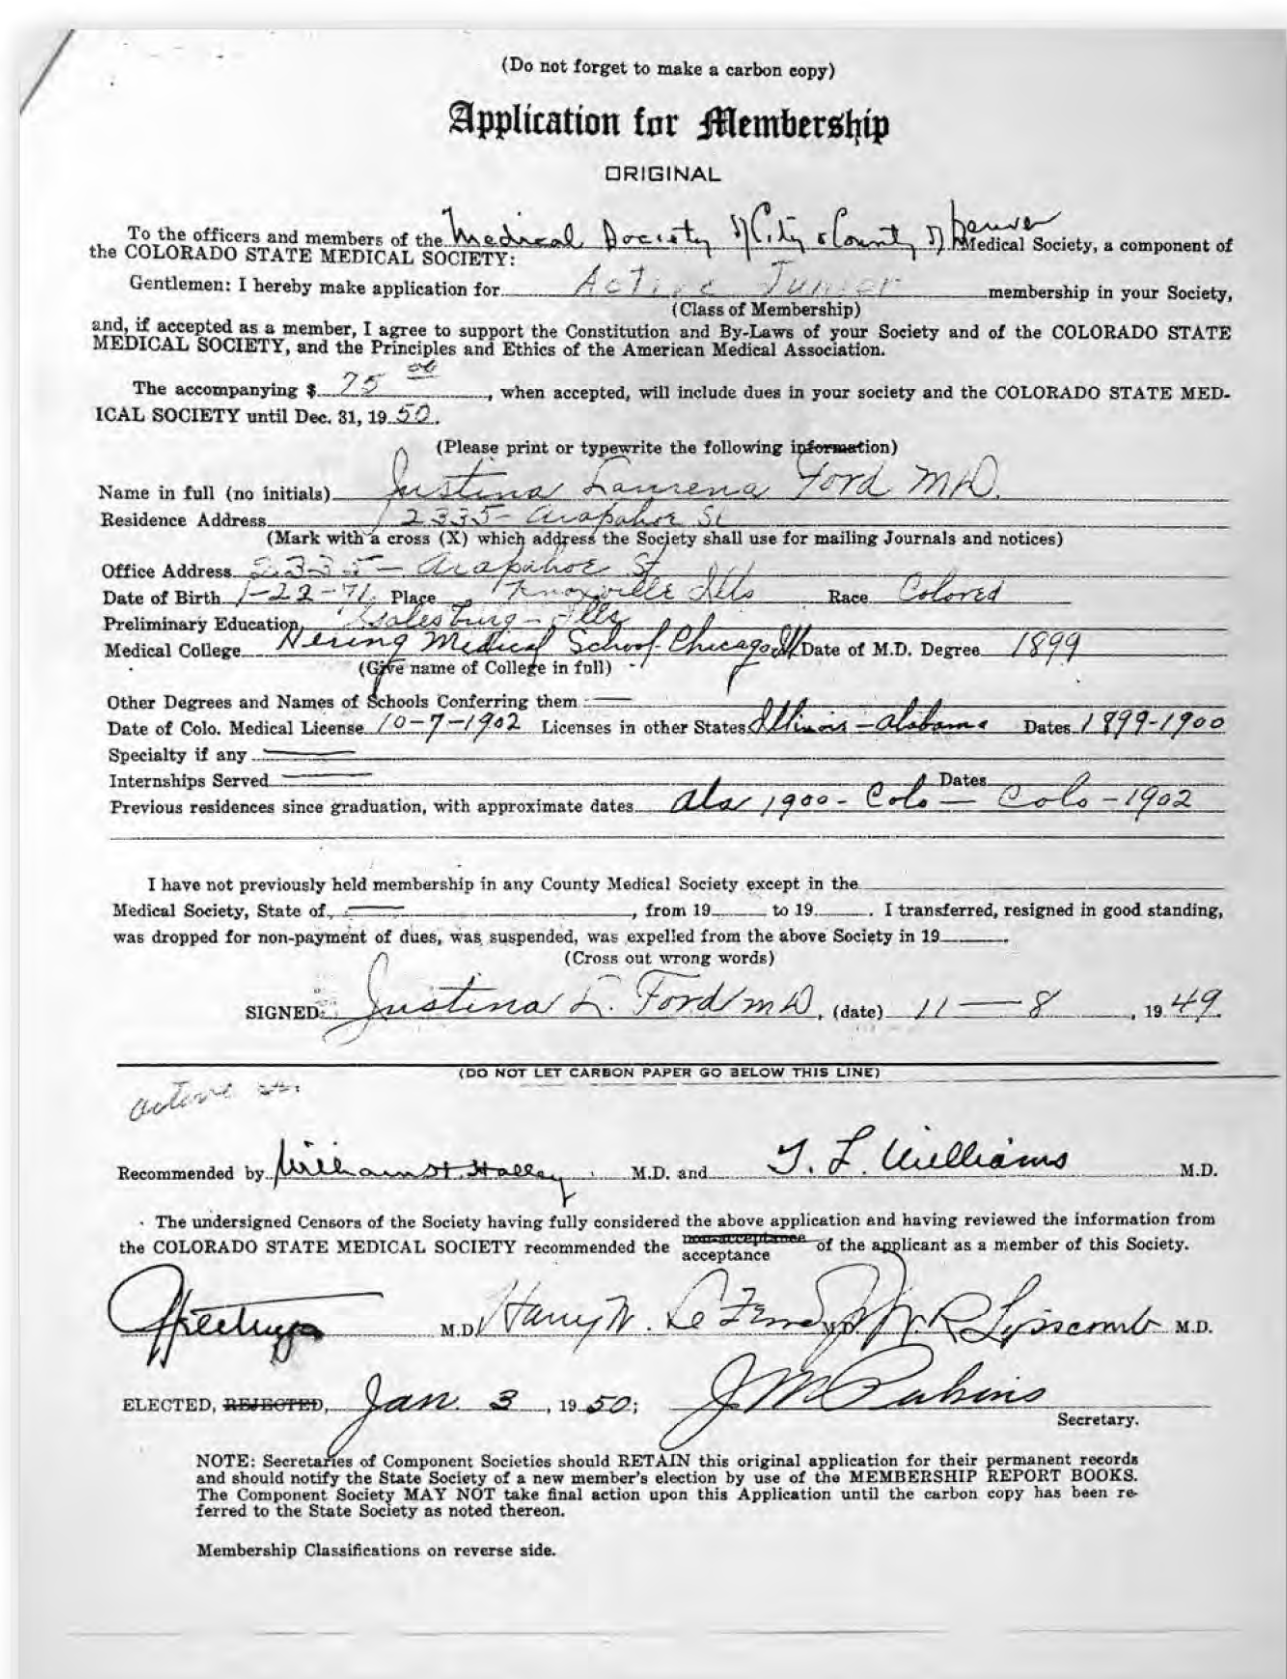 (Do not forget to make a carbon copy)
Application for Membership
ORIGINAL
To the officers and members of the Medical Society of City & County of Denver Medical Society, a component of
the COLORADO STATE MEDICAL SOCIETY:
Gentlemen: I hereby make application for Active Junior membership in your Society,
(Class of Membership)
and, if accepted as a member, I agree to support the Constitution and By-Laws of your Society and of the COLORADO STATE
MEDICAL SOCIETY, and the Principles and Ethics of the American Medical Association.
The accompanying $ 75 00, when accepted, will include dues in your society and the COLORADO STATE MED-
ICAL SOCIETY until Dec. 31, 19 50.
(Please print or typewrite the following information)
Name in full (no initials) Justina Laurena Ford MD.
Residence Address 2335- Arapahoe St
(Mark with a cross (X) which address the Society shall use for mailing Journals and notices)
Office Address 2335- Arapahoe St
Date of Birth 1-22-71 Place Knoxville Ills Race Colored
Preliminary Education Galesburg - Ills
Medical College Hering Medical School - Chicago Ill Date of M.D. Degree 1899
(Give name of College in full)
Other Degrees and Names of Schools Conferring them
Date of Colo. Medical License 10-7-1902 Licenses in other States Illinois - Alabama Dates 1899-1900
Specialty if any
Internships Served Dates
Previous residences since graduation, with approximate dates Ala 1900- Colo — Colo - 1902
I have not previously held membership in any County Medical Society except in the
Medical Society, State of , from 19 to 19 . I transferred, resigned in good standing,
was dropped for non-payment of dues, was suspended, was expelled from the above Society in 19 .
(Cross out wrong words)
SIGNED: Justina L. Ford MD, (date) 11 — 8, 19 49.
(DO NOT LET CARBON PAPER GO BELOW THIS LINE)
active
Recommended by William H. Halley M.D. and T. L. Williams M.D.
The undersigned Censors of the Society having fully considered the above application and having reviewed the information from
the COLORADO STATE MEDICAL SOCIETY recommended the non-acceptance
acceptance of the applicant as a member of this Society.
M.D. Harry W. M.D. W. R. Lipscomb M.D.
ELECTED, REJECTED, Jan. 3, 19 50; J M Perkins
Secretary.
NOTE: Secretaries of Component Societies should RETAIN this original application for their permanent records
and should notify the State Society of a new member's election by use of the MEMBERSHIP REPORT BOOKS.
The Component Society MAY NOT take final action upon this Application until the carbon copy has been re-
ferred to the State Society as noted thereon.
Membership Classifications on reverse side.